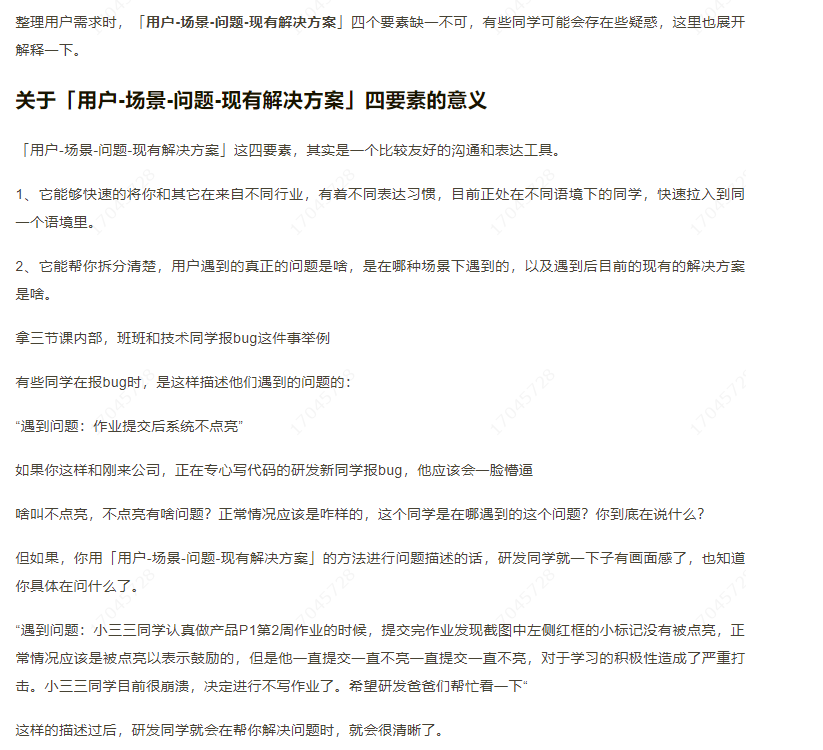 整理用户需求时，「用户-场景-问题-现有解决方案」四个要素缺一不可，有些同学可能会存在些疑惑，这里也展开
解释一下。
关于「用户-场景-问题-现有解决方案」四要素的意义
「用户-场景-问题-现有解决方案」这四要素，其实是一个比较友好的沟通和表达工具。
1、它能够快速的将你和其它在来自不同行业，有着不同表达习惯，目前正处在不同语境下的同学，快速拉入到同
一个语境里。
2、它能帮你拆分清楚，用户遇到的真正的问题是啥，是在哪种场景下遇到的，以及遇到后目前的现有的解决方案
是啥。
拿三节课内部，班班和技术同学报bug这件事举例
有些同学在报bug时，是这样描述他们遇到的问题的：
“遇到问题：作业提交后系统不点亮”
如果你这样和刚来公司，正在专心写代码的研发新同学报bug，他应该会一脸懵逼
啥叫不点亮，不点亮有啥问题？正常情况应该是咋样的，这个同学是在哪遇到的这个问题？你到底在说什么？
但如果，你用「用户-场景-问题-现有解决方案」的方法进行问题描述的话，研发同学就一下子有画面感了，也知道
你具体在问什么了。
“遇到问题：小三三同学认真做产品P1第2周作业的时候，提交完作业发现截图中左侧红框的小标记没有被点亮，正
常情况应该是被点亮以表示鼓励的，但是他一直提交一直不亮一直提交一直不亮，对于学习的积极性造成了严重打
击。小三三同学目前很崩溃，决定进行不写作业了。希望研发爸爸们帮忙看一下“
这样的描述过后，研发同学就会在帮你解决问题时，就会很清晰了。
17045728
17045728
17045728
17045728
17045728
17045728